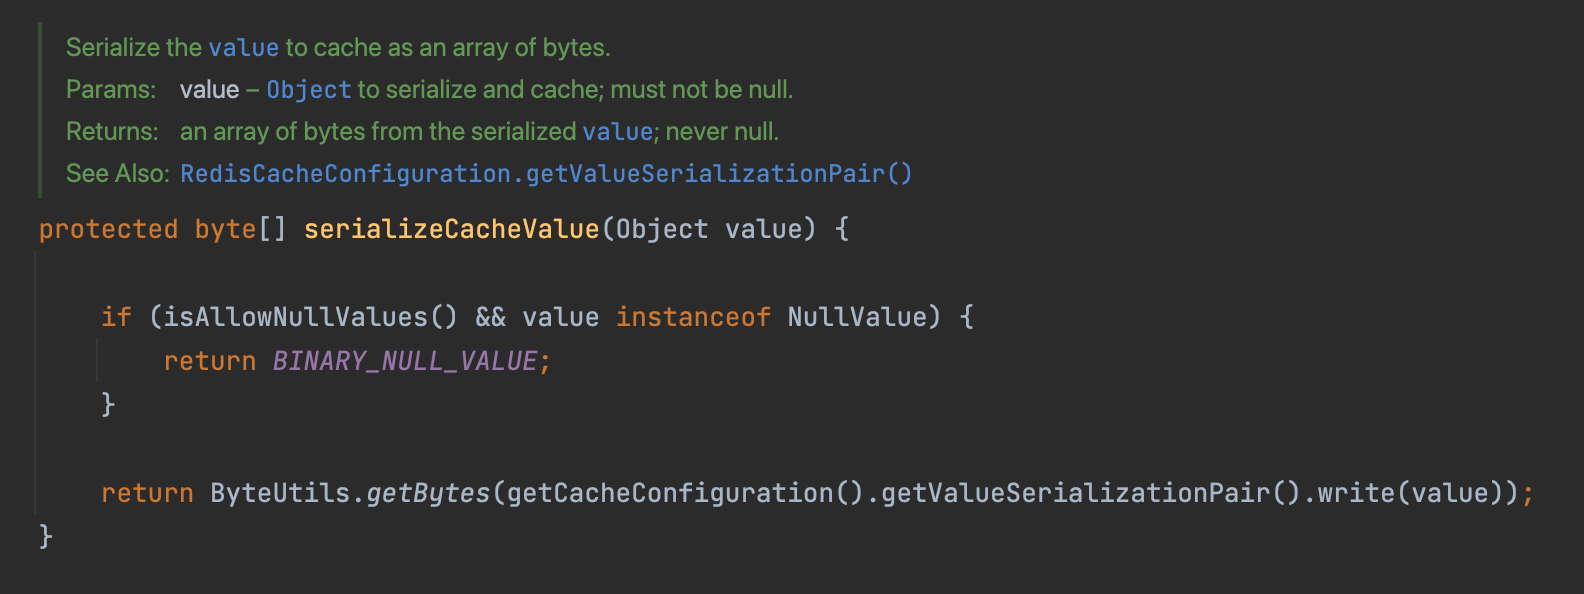 Serialize the value to cache as an array of bytes.
Params: value – Object to serialize and cache; must not be null.
Returns: an array of bytes from the serialized value; never null.
See Also: RedisCacheConfiguration.getValueSerializationPair()
protected byte[] serializeCacheValue(Object value) {
if (isAllowNullValues() && value instanceof NullValue) {
return BINARY_NULL_VALUE;
}
return ByteUtils.getBytes(getCacheConfiguration().getValueSerializationPair().write(value));
}